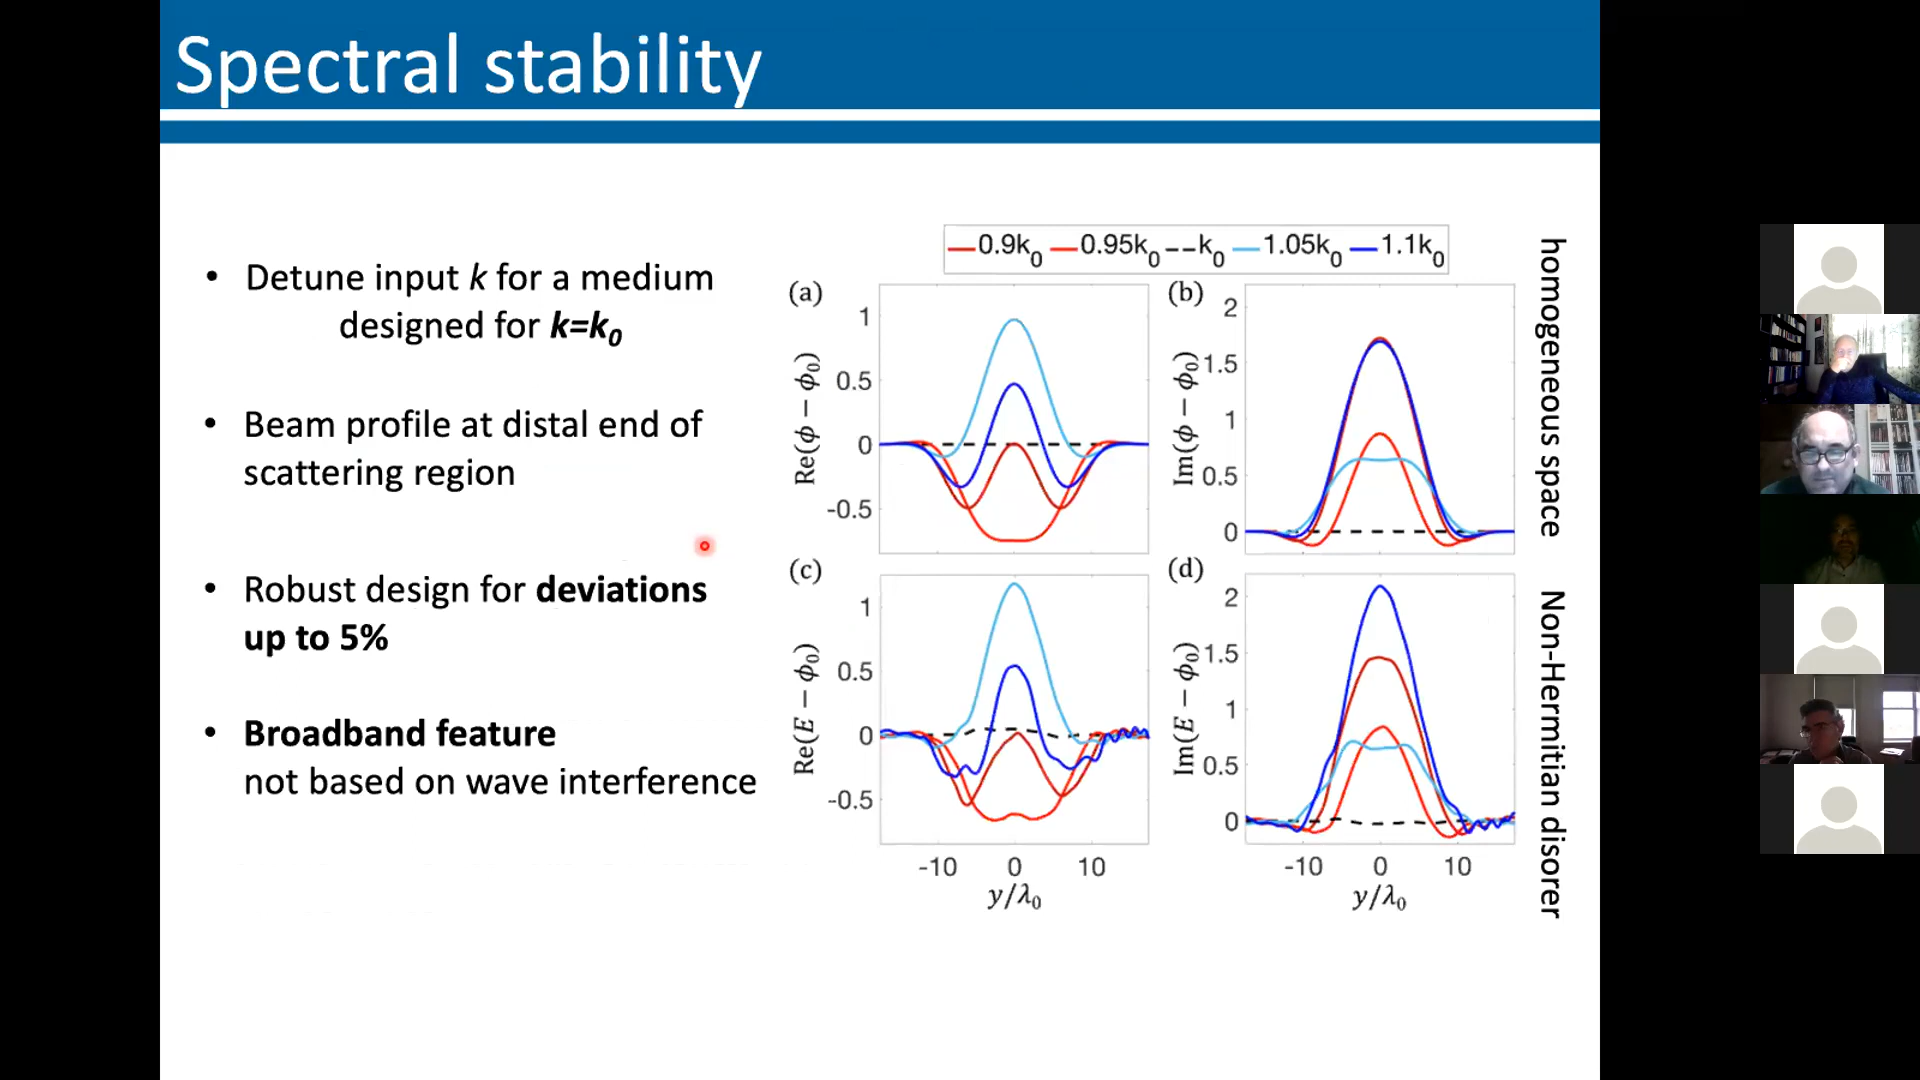 Spectral stability
• Detune input k for a medium
designed for k=k₀
• Beam profile at distal end of
scattering region
• Robust design for deviations
up to 5%
• Broadband feature
not based on wave interference
0.9k₀ 0.95k₀ k₀ 1.05k₀ 1.1k₀
(a)
1
0.5
0
-0.5
Re(ϕ − ϕ₀)
(b)
2
1.5
1
0.5
0
Im(ϕ − ϕ₀)
homogeneous space
(c)
1
0.5
0
-0.5
Re(E − ϕ₀)
-10 0 10
y/λ₀
(d)
2
1.5
1
0.5
0
Im(E − ϕ₀)
-10 0 10
y/λ₀
Non-Hermitian disorer